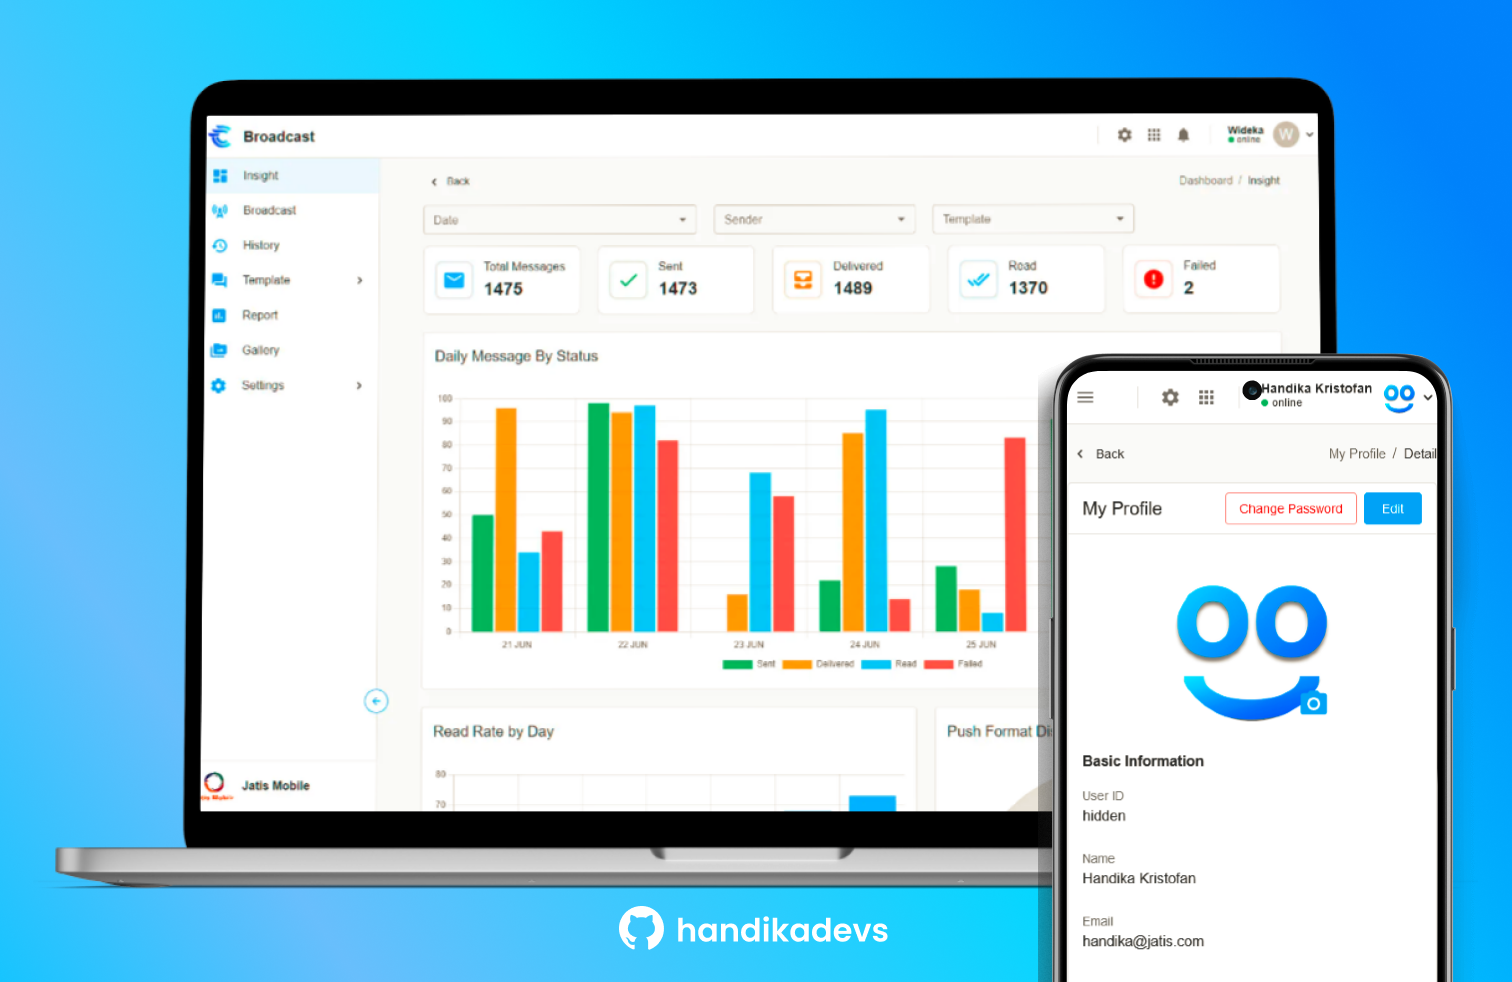 Broadcast
Wideka
online
W
Insight
Broadcast
History
Template
Report
Gallery
Settings
Jatis Mobile
Back
Dashboard / Insight
Date
Sender
Template
Total Messages
1475
Sent
1473
Delivered
1489
Read
1370
Failed
2
Daily Message By Status
100
90
80
70
60
50
40
30
20
10
0
21 JUN
22 JUN
23 JUN
24 JUN
25 JUN
Sent
Delivered
Read
Failed
Read Rate by Day
80
70
Push Format Di
Handika Kristofan
online
Back
My Profile / Detail
My Profile
Change Password
Edit
Basic Information
User ID
hidden
Name
Handika Kristofan
Email
handika@jatis.com
handikadevs